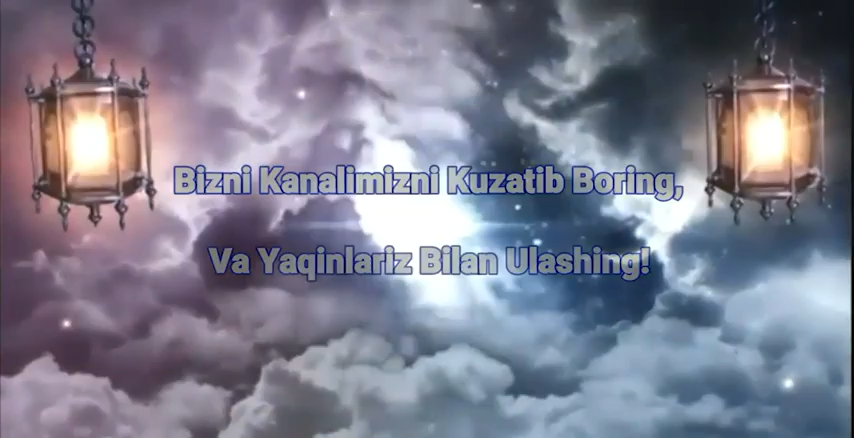 Bizni Kanalimizni Kuzatib Boring,
Va Yaqinlariz Bilan Ulashing!